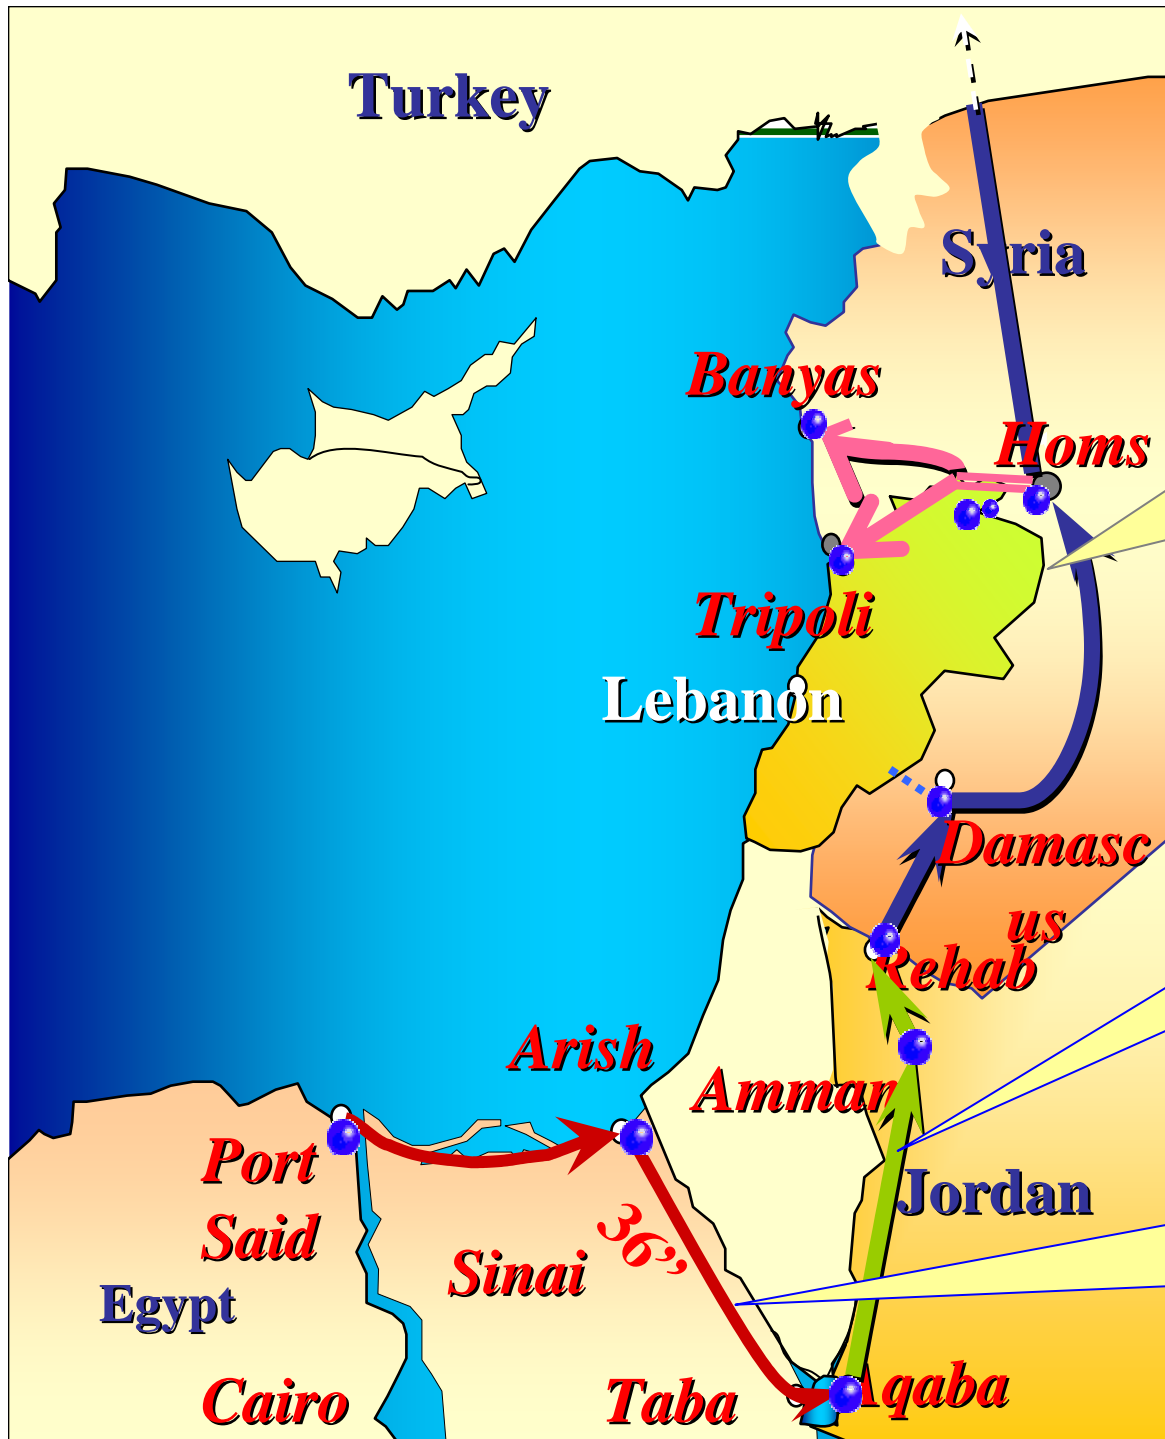 Turkey
Syria
Banyas
Homs
Tripoli
Lebanon
Damasc
us
Rehab
Arish
Amman
Port
Said
Jordan
36’’
Sinai
Egypt
Cairo
Taba
Aqaba